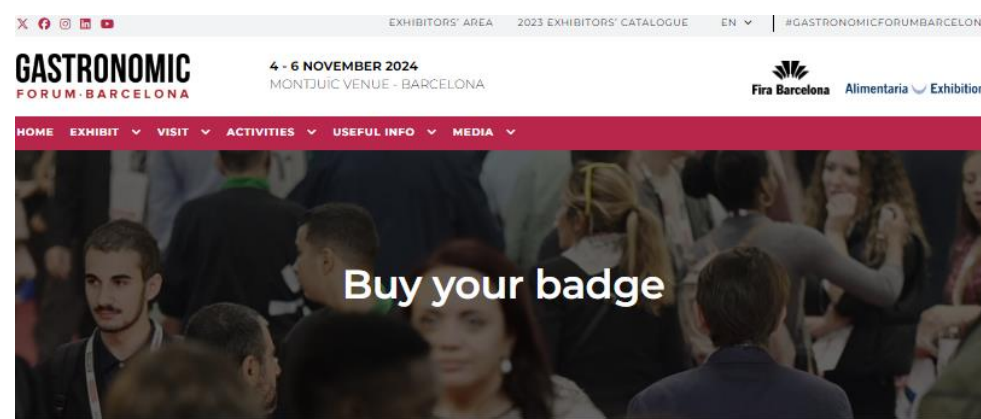 EXHIBITORS' AREA 2023 EXHIBITORS' CATALOGUE EN #GASTRONOMICFORUMBARCELON
GASTRONOMIC
FORUM·BARCELONA
4 - 6 NOVEMBER 2024
MONTJUÏC VENUE - BARCELONA
Fira Barcelona
Alimentaria Exhibition
HOME EXHIBIT VISIT ACTIVITIES USEFUL INFO MEDIA
Buy your badge